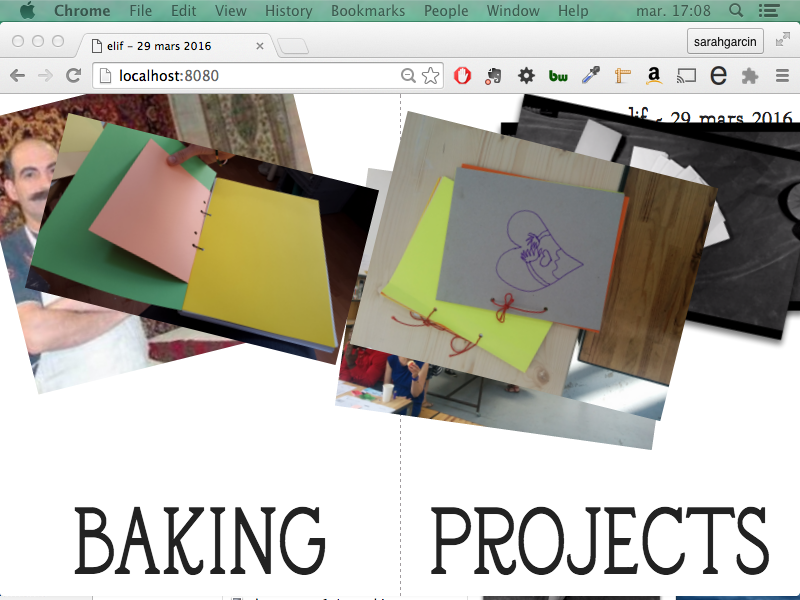 Chrome File Edit View History Bookmarks People Window Help mar. 17:08
elif – 29 mars 2016 sarahgarcin
localhost:8080
elif - 29 mars 2016
BAKING PROJECTS